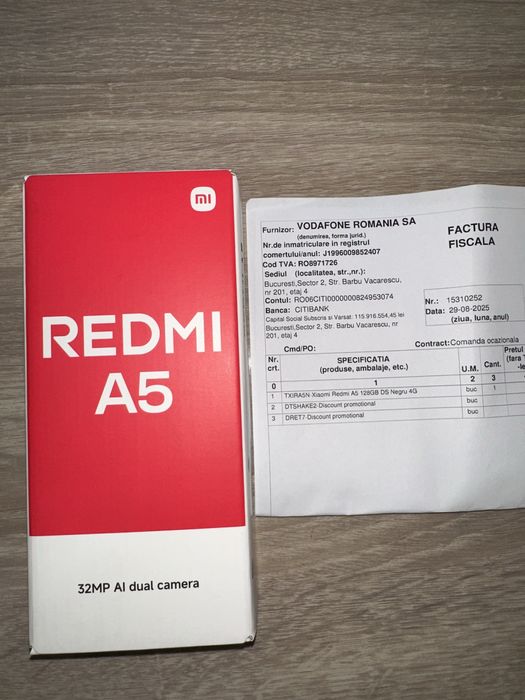 mi
REDMI
A5
32MP AI dual camera
Furnizor: VODAFONE ROMANIA SA
(denumirea, forma jurid.)
Nr.de inmatriculare in registrul
comertului/anul: J1996009852407
Cod TVA: RO8971726
Sediul (localitatea, str.,nr.):
Bucuresti,Sector 2, Str. Barbu Vacarescu,
nr 201, etaj 4
Contul: RO06CITI0000000824953074
Banca: CITIBANK
Capital Social Subsris si Varsat: 115.916.554,45 lei
Bucuresti,Sector 2, Str. Barbu Vacarescu, nr
201, etaj 4
FACTURA
FISCALA
Nr.: 15310252
Data: 29-08-2025
(ziua, luna, anul)
Cmd/PO:
Contract:Comanda ocazionala
Nr. crt. SPECIFICATIA (produse, ambalaje, etc.) U.M. Cant. Pretul
0 1 2 3
1 TXIRA5N-Xiaomi Redmi A5 128GB DS Negru 4G buc 1
2 DTSHAKE2-Discount promotional buc
3 DRET7-Discount promotional buc